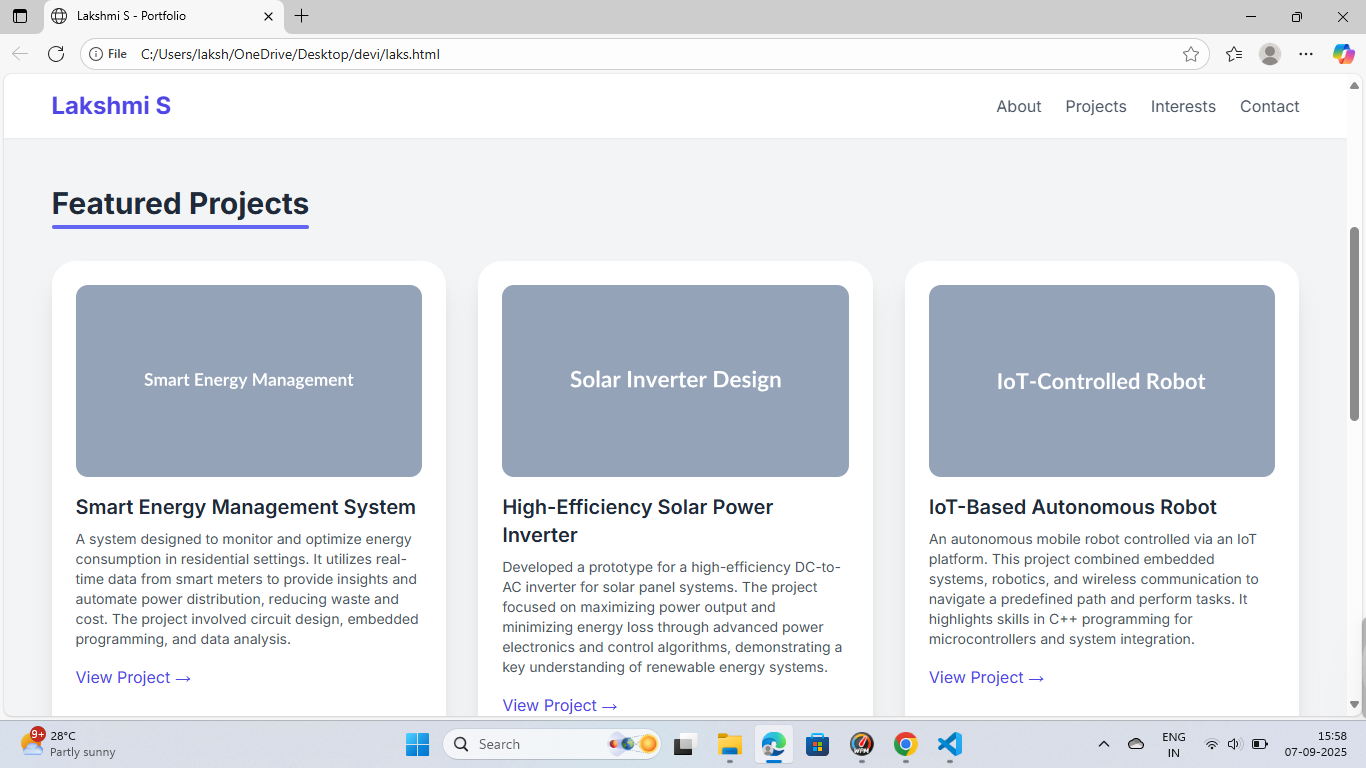 Lakshmi S - Portfolio
File C:/Users/laksh/OneDrive/Desktop/devi/laks.html
Lakshmi S
About Projects Interests Contact
Featured Projects
Smart Energy Management
Smart Energy Management System
A system designed to monitor and optimize energy
consumption in residential settings. It utilizes real-
time data from smart meters to provide insights and
automate power distribution, reducing waste and
cost. The project involved circuit design, embedded
programming, and data analysis.
View Project →
Solar Inverter Design
High-Efficiency Solar Power
Inverter
Developed a prototype for a high-efficiency DC-to-
AC inverter for solar panel systems. The project
focused on maximizing power output and
minimizing energy loss through advanced power
electronics and control algorithms, demonstrating a
key understanding of renewable energy systems.
View Project →
IoT-Controlled Robot
IoT-Based Autonomous Robot
An autonomous mobile robot controlled via an IoT
platform. This project combined embedded
systems, robotics, and wireless communication to
navigate a predefined path and perform tasks. It
highlights skills in C++ programming for
microcontrollers and system integration.
View Project →
9+
28°C
Partly sunny
Search
WPM
ENG
IN
15:58
07-09-2025